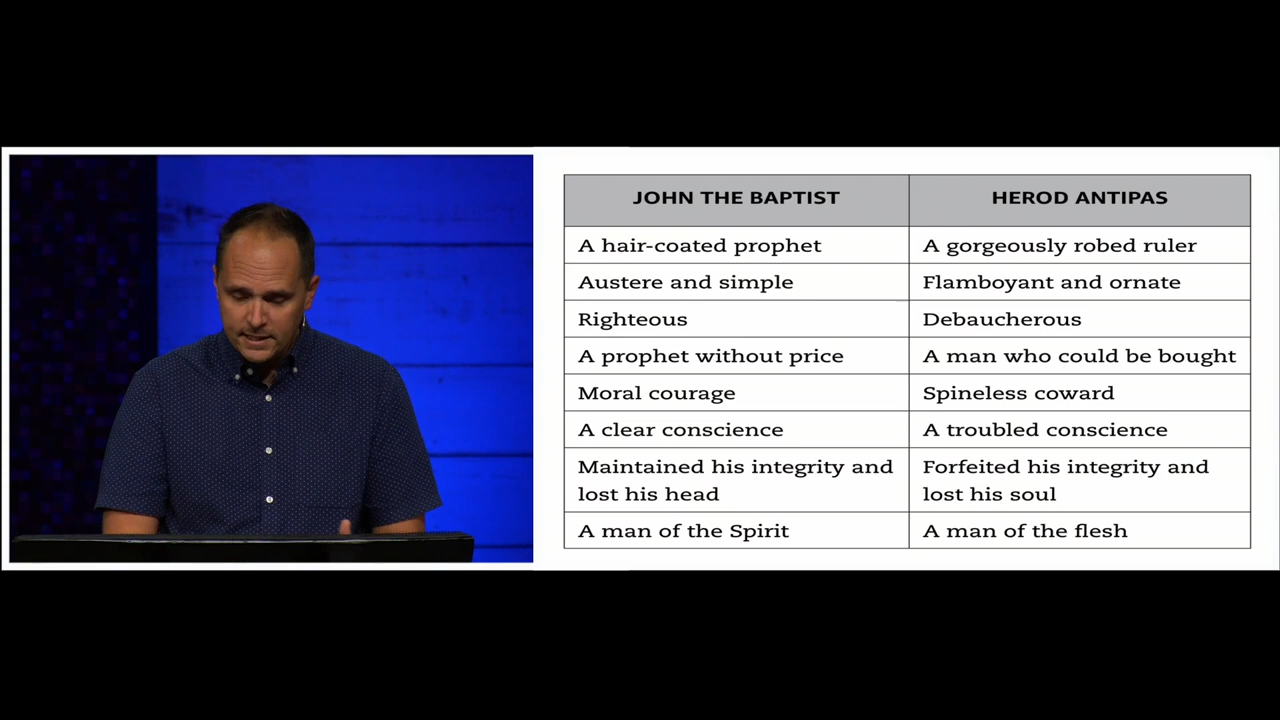 JOHN THE BAPTIST HEROD ANTIPAS
A hair-coated prophet A gorgeously robed ruler
Austere and simple Flamboyant and ornate
Righteous Debaucherous
A prophet without price A man who could be bought
Moral courage Spineless coward
A clear conscience A troubled conscience
Maintained his integrity and Forfeited his integrity and
lost his head lost his soul
A man of the Spirit A man of the flesh